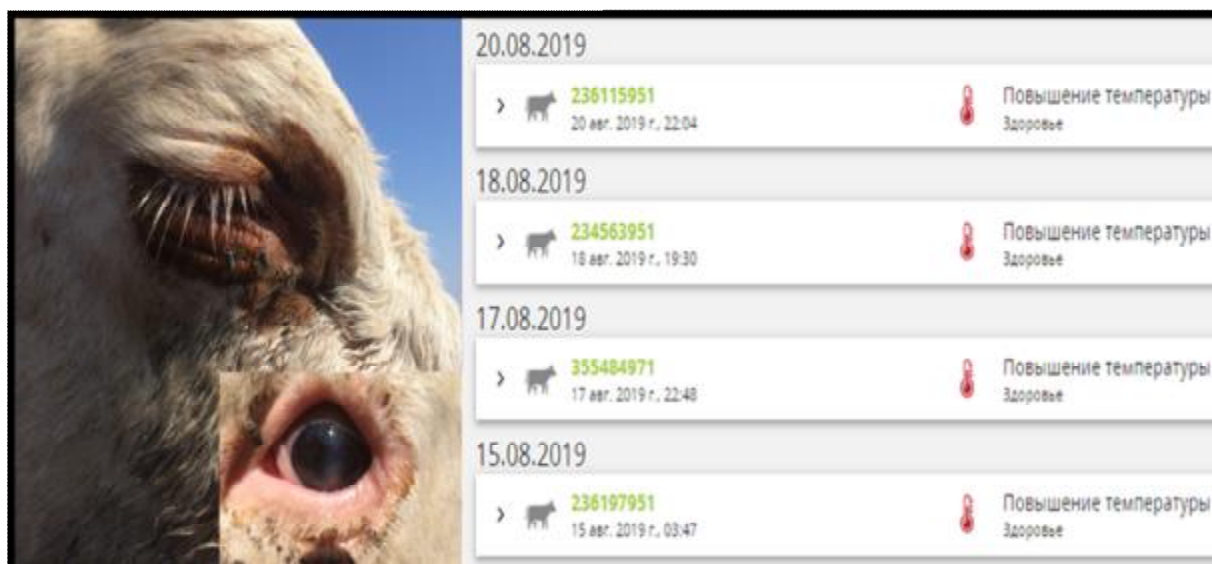 20.08.2019
236115951
20 авг. 2019 г., 22:04
Повышение температуры
Здоровье
18.08.2019
234563951
18 авг. 2019 г., 19:30
Повышение температуры
Здоровье
17.08.2019
355484971
17 авг. 2019 г., 22:48
Повышение температуры
Здоровье
15.08.2019
236197951
15 авг. 2019 г., 03:47
Повышение температуры
Здоровье